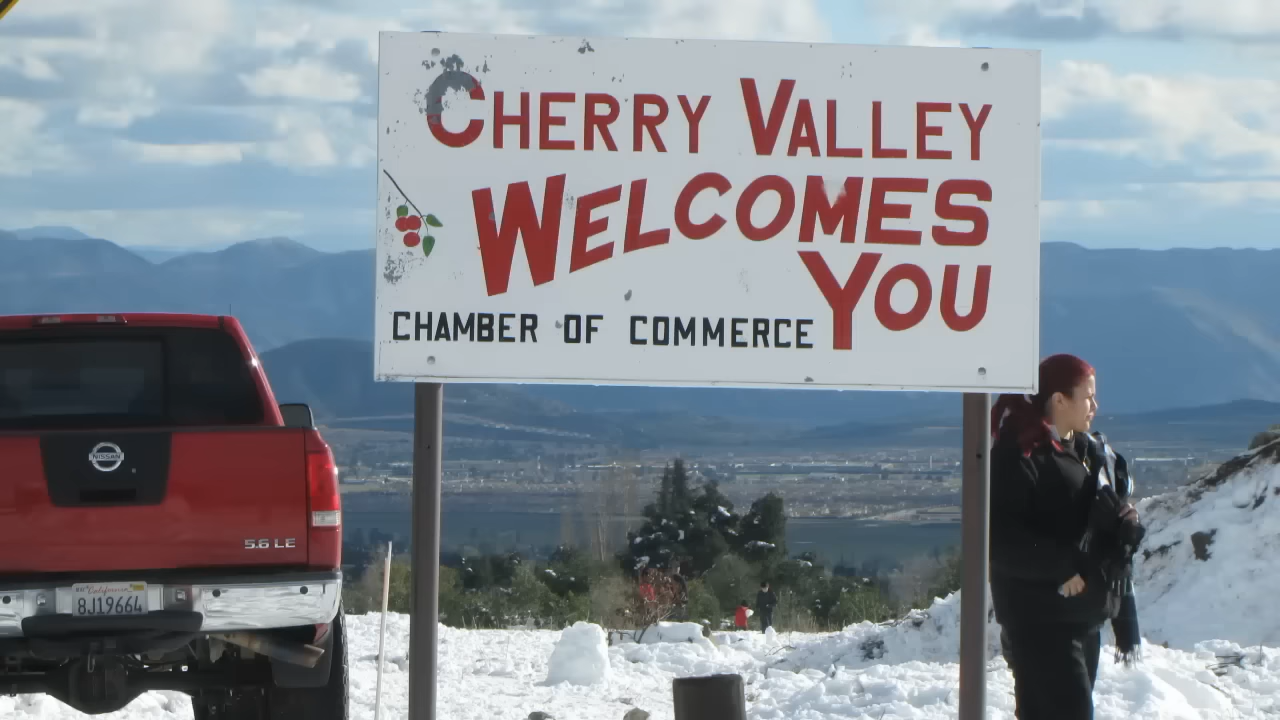 CHERRY VALLEY
WELCOMES
YOU
CHAMBER OF COMMERCE
NISSAN
5.6 LE
California
8J19664